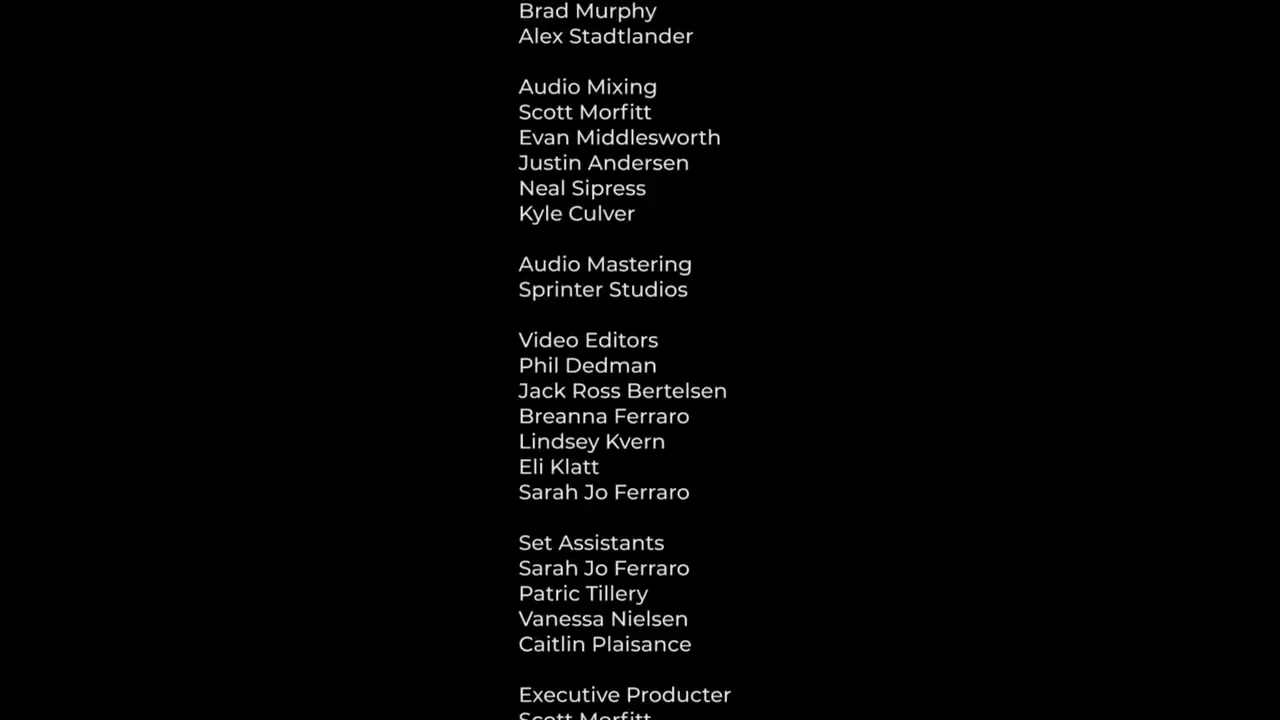 Brad Murphy
Alex Stadtlander
Audio Mixing
Scott Morfitt
Evan Middlesworth
Justin Andersen
Neal Sipress
Kyle Culver
Audio Mastering
Sprinter Studios
Video Editors
Phil Dedman
Jack Ross Bertelsen
Breanna Ferraro
Lindsey Kvern
Eli Klatt
Sarah Jo Ferraro
Set Assistants
Sarah Jo Ferraro
Patric Tillery
Vanessa Nielsen
Caitlin Plaisance
Executive Producter
Scott Morfitt